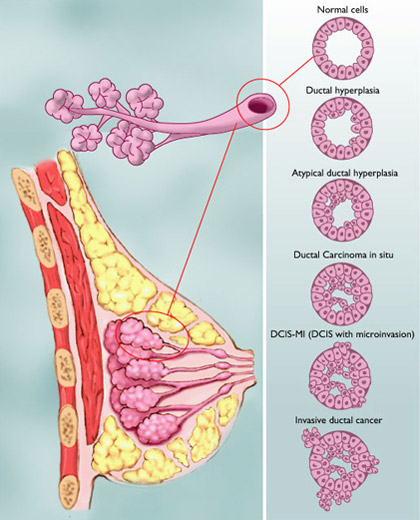 Normal cells
Ductal hyperplasia
Atypical ductal hyperplasia
Ductal Carcinoma in situ
DCIS-MI (DCIS with microinvasion)
Invasive ductal cancer